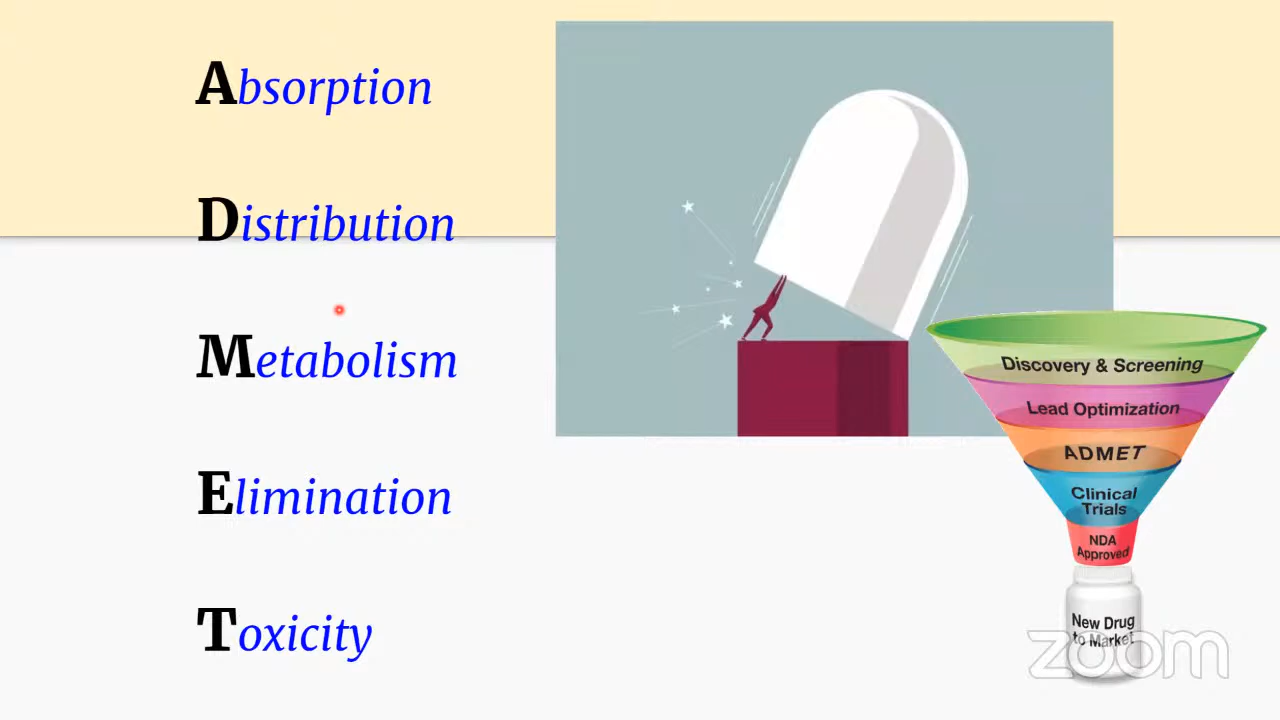 Absorption
Distribution
Metabolism
Elimination
Toxicity
Discovery & Screening
Lead Optimization
ADMET
Clinical
Trials
NDA
Approved
New Drug
to Market
zoom